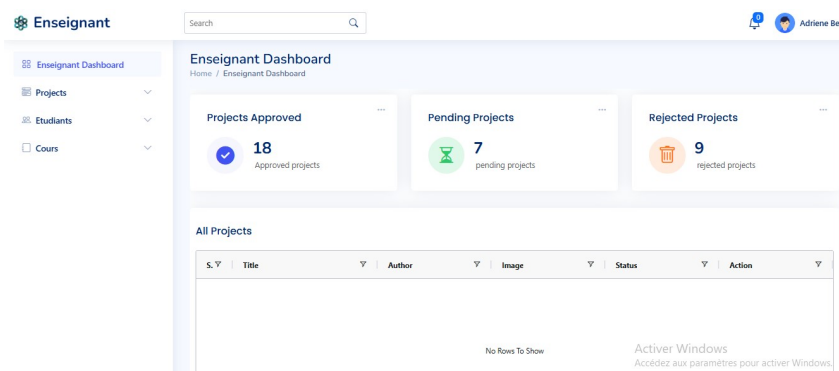 Enseignant
Search
0
Adriene Be
Enseignant Dashboard
Projects
Etudiants
Cours
Enseignant Dashboard
Home / Enseignant Dashboard
Projects Approved
18
Approved projects
Pending Projects
7
pending projects
Rejected Projects
9
rejected projects
All Projects
S. Title Author Image Status Action
No Rows To Show
Activer Windows
Accédez aux paramètres pour activer Windows.